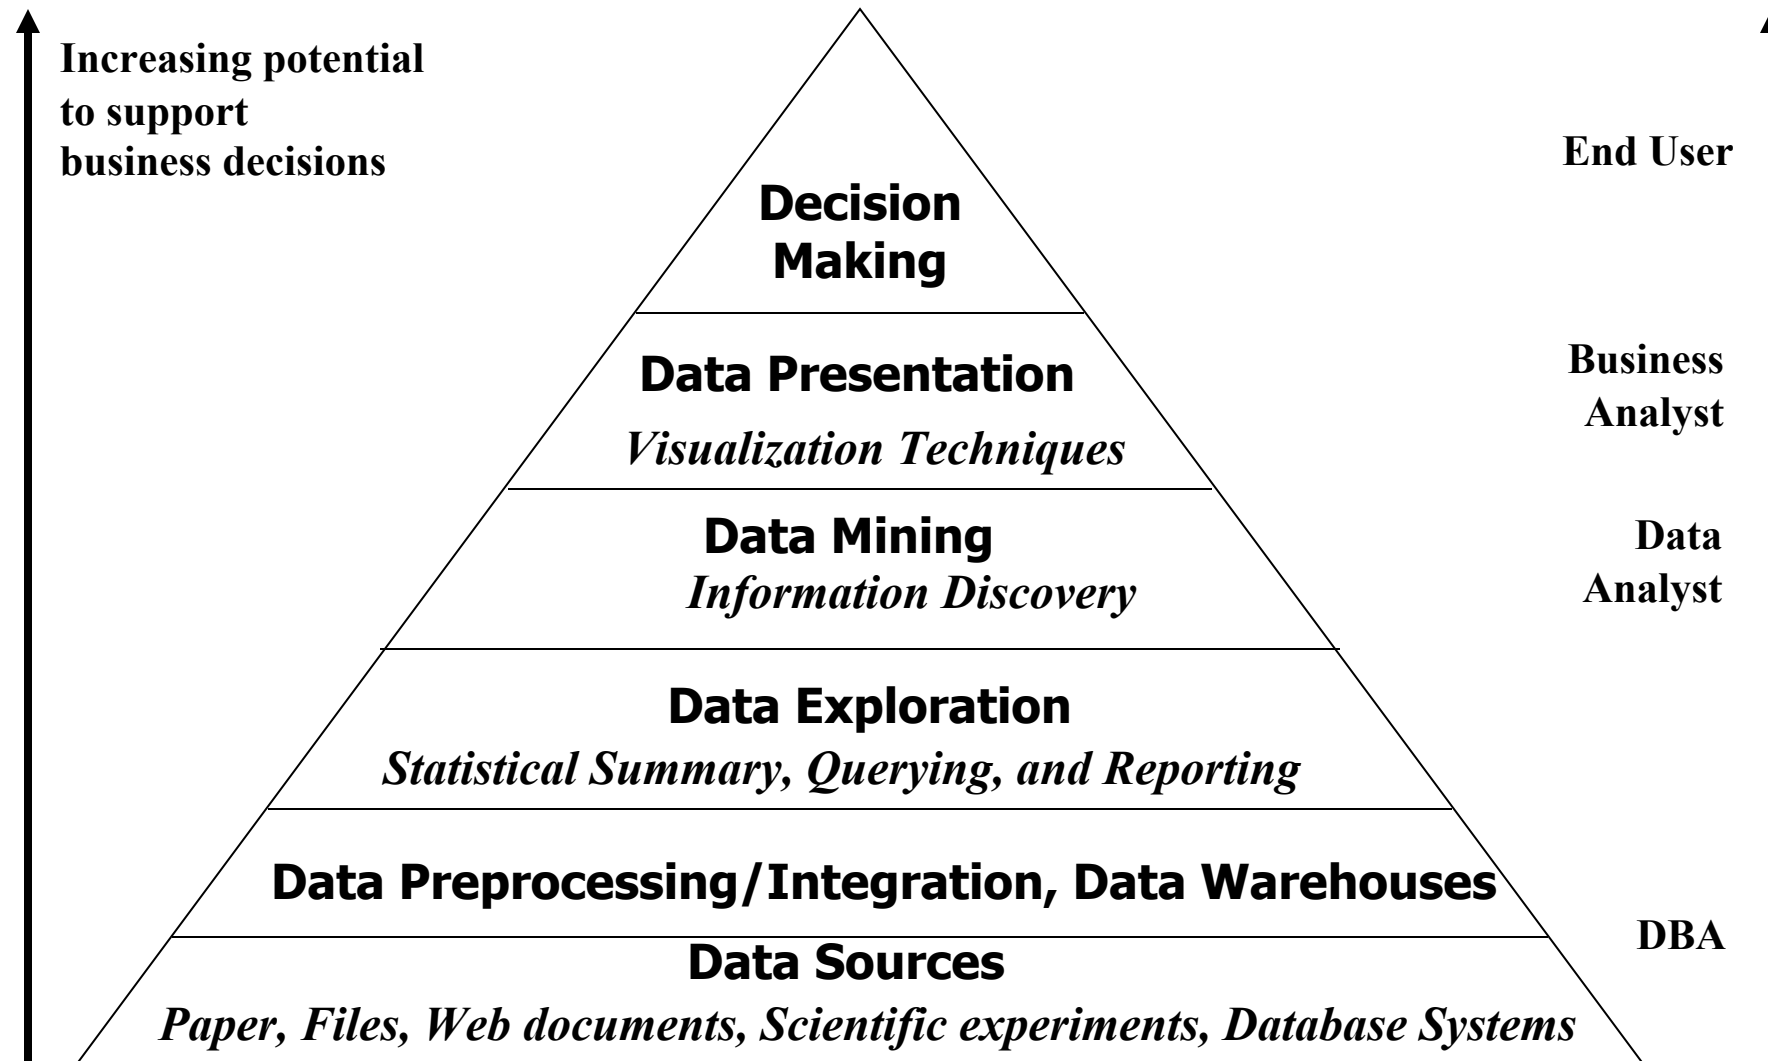 Increasing potential
to support
business decisions
End User
Decision
Making
Data Presentation
Visualization Techniques
Business
Analyst
Data Mining
Information Discovery
Data
Analyst
Data Exploration
Statistical Summary, Querying, and Reporting
Data Preprocessing/Integration, Data Warehouses
DBA
Data Sources
Paper, Files, Web documents, Scientific experiments, Database Systems